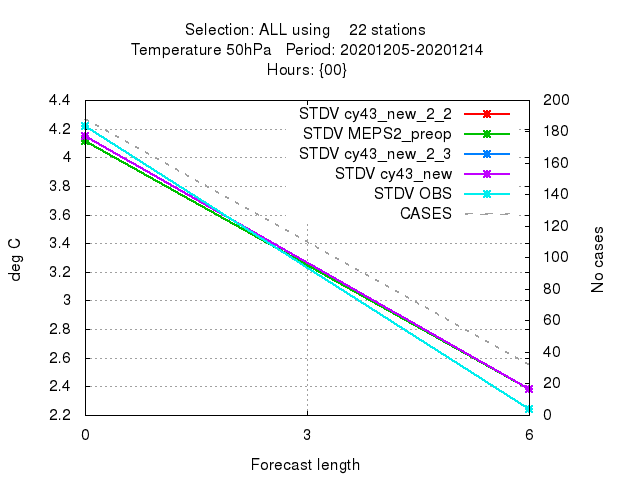 Selection: ALL using    22 stations
Temperature 50hPa   Period: 20201205-20201214
Hours: {00}
4.4
4.2
4
3.8
3.6
3.4
3.2
3
2.8
2.6
2.4
2.2
deg C
STDV cy43_new_2_2
STDV MEPS2_preop
STDV cy43_new_2_3
STDV cy43_new
STDV OBS
CASES
200
180
160
140
120
100
80
60
40
20
0
No cases
0 3 6
Forecast length